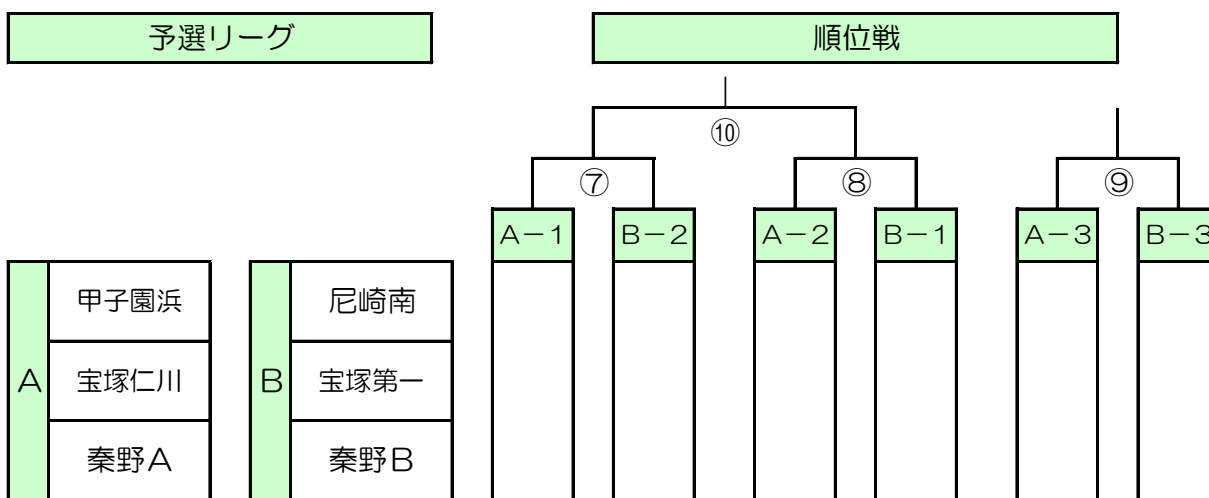 予選リーグ
順位戦
⑩
⑦
⑧
⑨
A－1
B－2
A－2
B－1
A－3
B－3
A
甲子園浜
宝塚仁川
秦野A
B
尼崎南
宝塚第一
秦野B